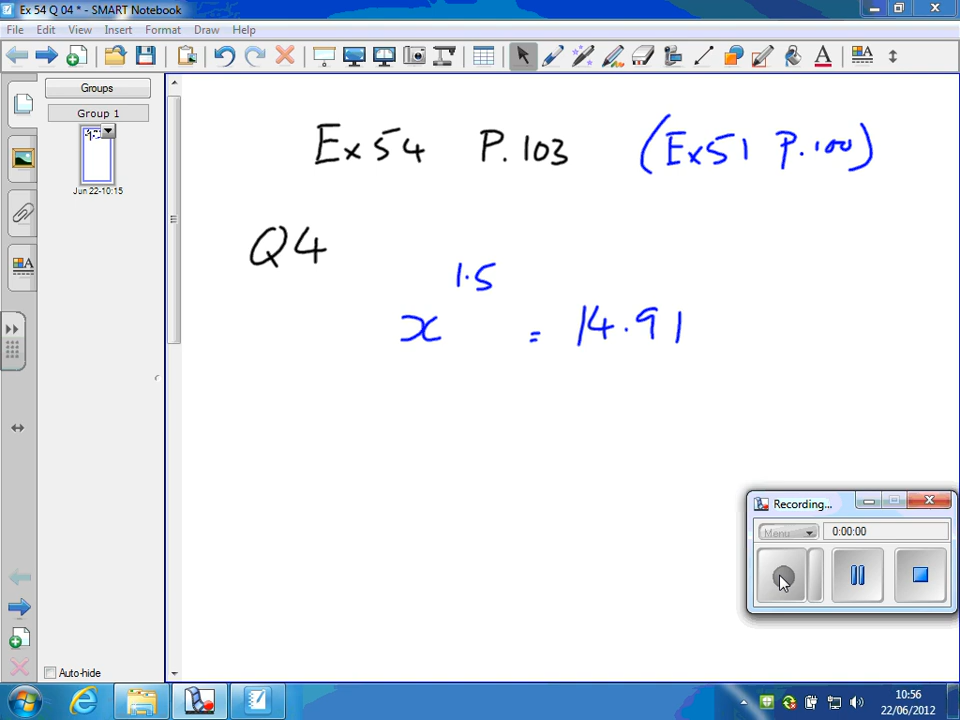 Ex 54 Q 04 * - SMART Notebook
File Edit View Insert Format Draw Help
Groups
Group 1
Jun 22-10:15
Ex 54 P. 103 (Ex 51 P. 100)
Q4
x^1.5 = 14.91
Recording...
Menu 0:00:00
Auto-hide
10:56
22/06/2012